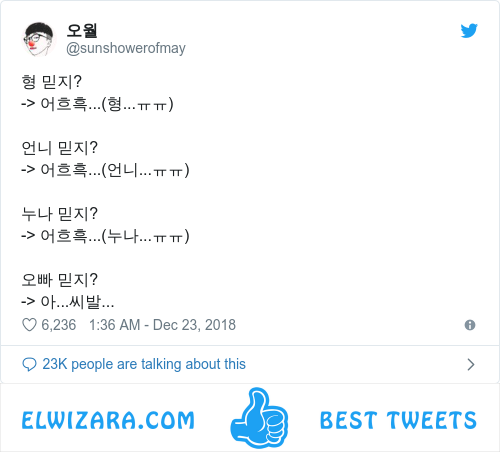 오월
@sunshowerofmay
형 믿지?
-> 어흐흑...(형...ㅠㅠ)
언니 믿지?
-> 어흐흑...(언니...ㅠㅠ)
누나 믿지?
-> 어흐흑...(누나...ㅠㅠ)
오빠 믿지?
-> 아...씨발...
6,236 1:36 AM - Dec 23, 2018
23K people are talking about this
ELWIZARA.COM BEST TWEETS